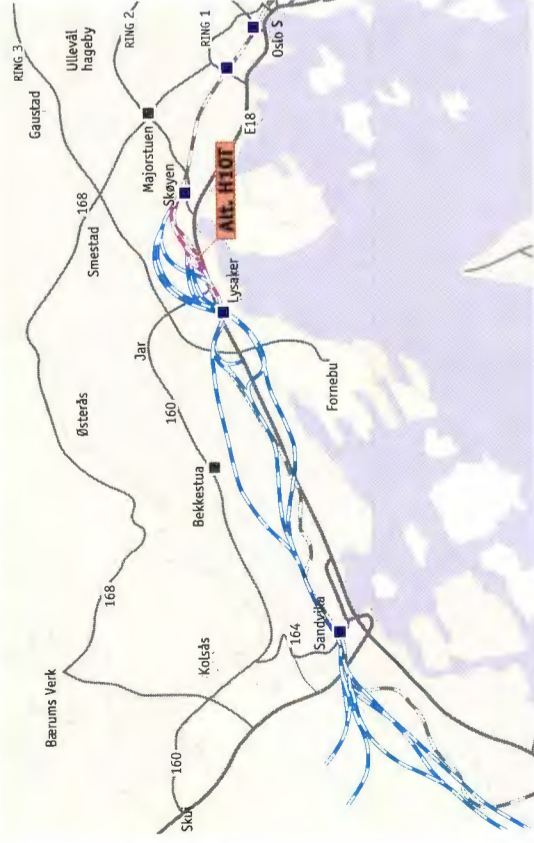 RING 3
Ullevål
hageby
RING 2
RING 1
Oslo S
Gaustad
Majorstuen
E18
168
Skøyen
Alt. H10T
Smestad
Lysaker
Jar
Østerås
160
Fornebu
Bekkestua
168
Sandvika
164
Kolsås
Bærums Verk
160
Skui